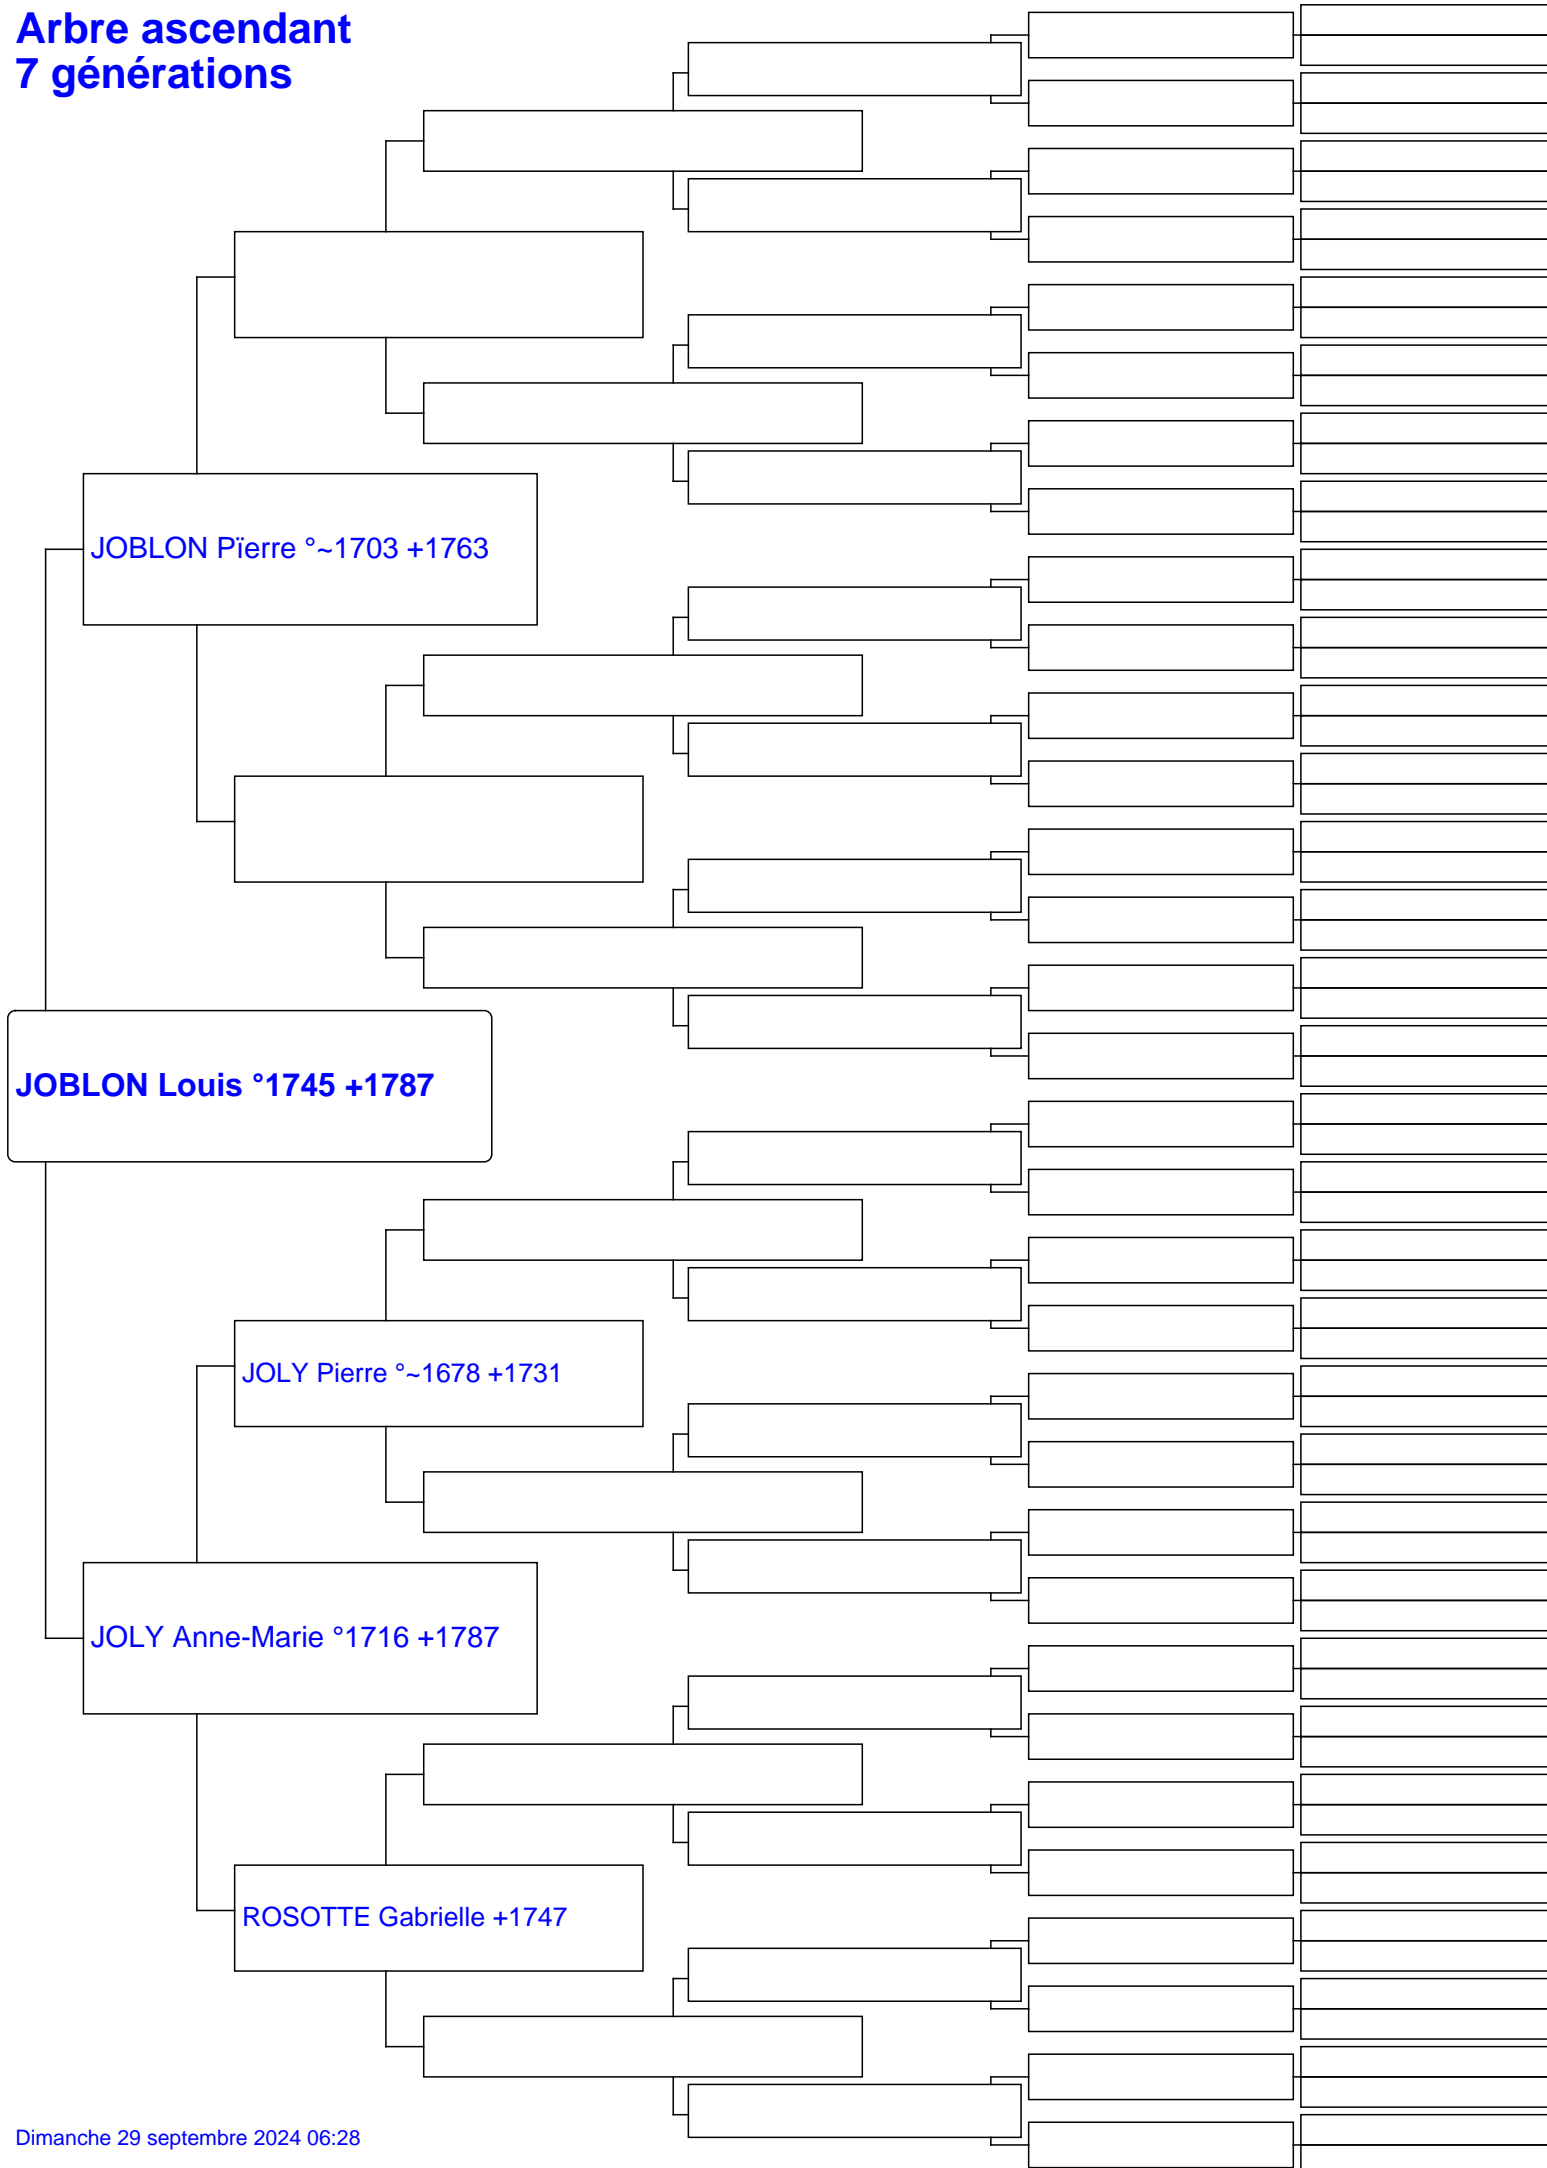 Arbre ascendant
7 générations
JOBLON Pïerre °~1703 +1763
JOBLON Louis °1745 +1787
JOLY Pierre °~1678 +1731
JOLY Anne-Marie °1716 +1787
ROSOTTE Gabrielle +1747
Dimanche 29 septembre 2024 06:28